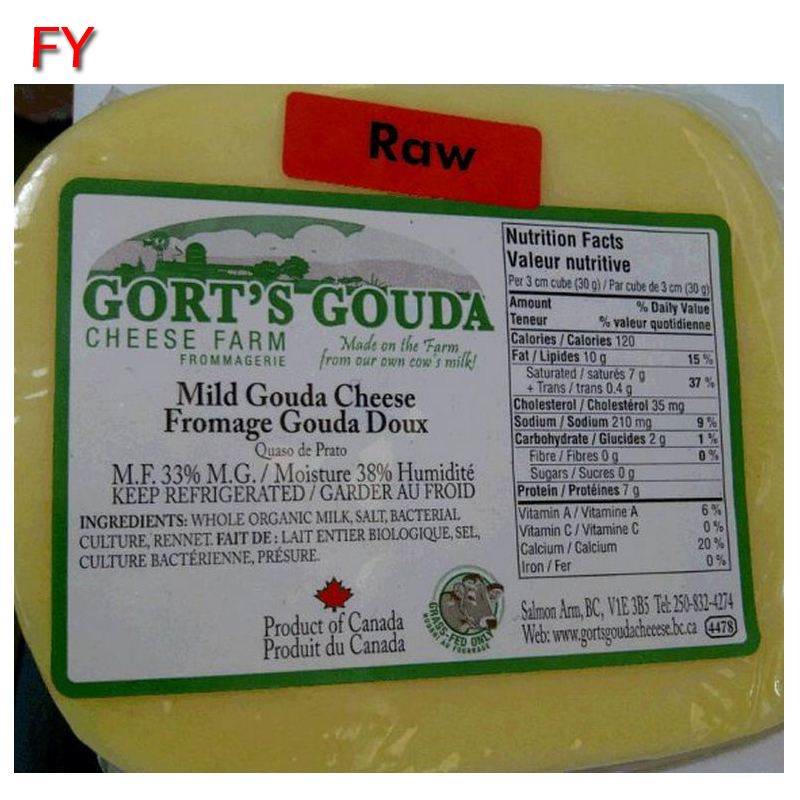 FY
Raw
GORT'S GOUDA
CHEESE FARM
FROMMAGERIE
Made on the Farm
from our own cow's milk!
Mild Gouda Cheese
Fromage Gouda Doux
Quaso de Prato
M.F. 33% M.G. / Moisture 38% Humidité
KEEP REFRIGERATED / GARDER AU FROID
INGREDIENTS: WHOLE ORGANIC MILK, SALT, BACTERIAL
CULTURE, RENNET. FAIT DE : LAIT ENTIER BIOLOGIQUE, SEL,
CULTURE BACTÉRIENNE, PRÉSURE.
Product of Canada
Produit du Canada
GRASS-FED ONLY
NOURRI AU FOURRAGE
Nutrition Facts
Valeur nutritive
Per 3 cm cube (30 g) / Par cube de 3 cm (30 g)
Amount % Daily Value
Teneur % valeur quotidienne
Calories / Calories 120
Fat / Lipides 10 g 15 %
Saturated / saturés 7 g
+ Trans / trans 0.4 g 37 %
Cholesterol / Cholestérol 35 mg
Sodium / Sodium 210 mg 9 %
Carbohydrate / Glucides 2 g 1 %
Fibre / Fibres 0 g 0 %
Sugars / Sucres 0 g
Protein / Protéines 7 g
Vitamin A / Vitamine A 6 %
Vitamin C / Vitamine C 0 %
Calcium / Calcium 20 %
Iron / Fer 0 %
Salmon Arm, BC, V1E 3B5 Tel: 250-832-4274
Web: www.gortsgoudacheeese.bc.ca 4478